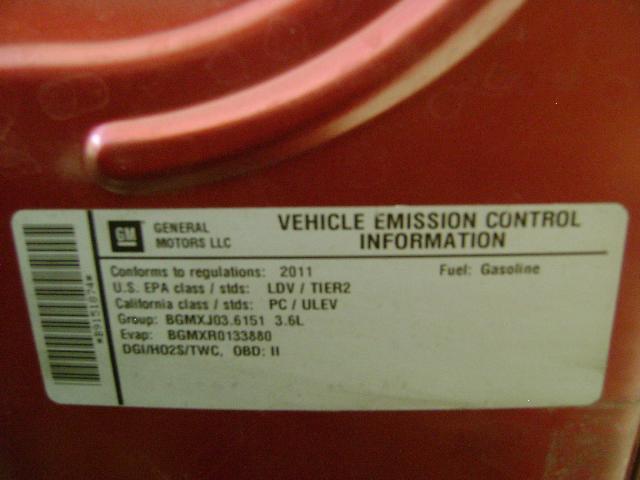 GM
GENERAL
MOTORS LLC
VEHICLE EMISSION CONTROL
INFORMATION
Conforms to regulations: 2011
Fuel: Gasoline
U.S. EPA class / stds: LDV / TIER2
California class / stds: PC / ULEV
Group: BGMXJ03.6151 3.6L
Evap: BGMXR0133880
DGI/HO2S/TWC, OBD: II